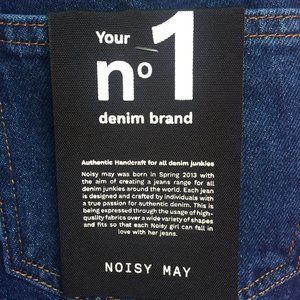 Your
nº1
denim brand
Authentic Handcraft for all denim junkies
Noisy may was born in Spring 2013 with
the aim of creating a jeans range for all
denim junkies around the world. Each jean
is designed and crafted by individuals with
a true passion for authentic denim. This is
being expressed through the usage of high-
quality fabrics over a wide variety of shapes
and fits so that each Noisy girl can fall in
love with her jeans.
NOISY MAY